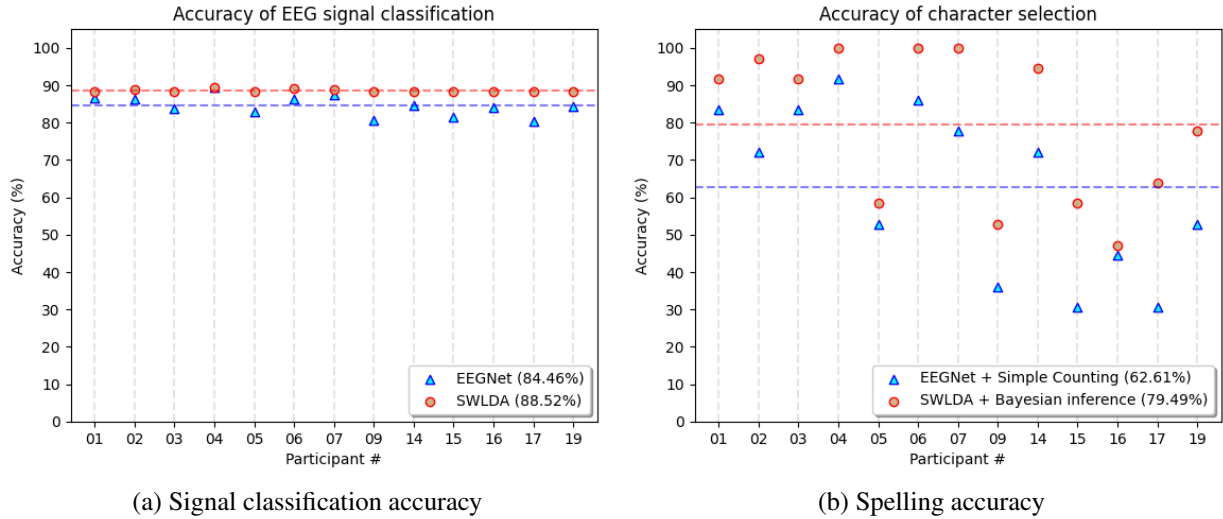 Accuracy of EEG signal classification
100
90
80
70
60
50
40
30
20
10
0
Accuracy (%)
EEGNet (84.46%)
SWLDA (88.52%)
01 02 03 04 05 06 07 09 14 15 16 17 19
Participant #
(a) Signal classification accuracy
Accuracy of character selection
100
90
80
70
60
50
40
30
20
10
0
Accuracy (%)
EEGNet + Simple Counting (62.61%)
SWLDA + Bayesian inference (79.49%)
01 02 03 04 05 06 07 09 14 15 16 17 19
Participant #
(b) Spelling accuracy